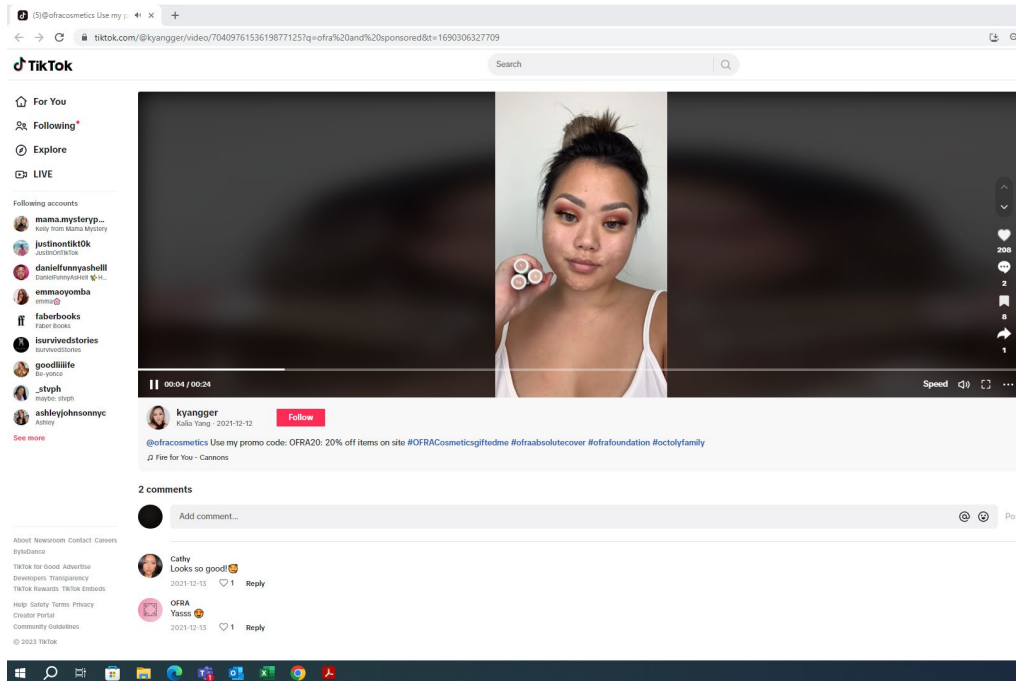 (5)@ofracosmetics Use my p
tiktok.com/@kyangger/video/7040976153619877125?q=ofra%20and%20sponsored&t=1690306327709
TikTok
Search
For You
Following
Explore
LIVE
Following accounts
mama.mysteryp...
Kelly from Mama Mystery
justinontikt0k
JustinOnTikTok
danielfunnyashelll
DanielFunnyAsHell H...
emmaoyomba
emma
ff
faberbooks
Faber Books
isurvivedstories
IsurvivedStories
goodliiiife
Be-yonce
_stvph
maybe: stvph
ashleyjohnsonnyc
Ashley
See more
About Newsroom Contact Careers
ByteDance
TikTok for Good Advertise
Developers Transparency
TikTok Rewards TikTok Embeds
Help Safety Terms Privacy
Creator Portal
Community Guidelines
© 2023 TikTok
208
2
8
1
00:04 / 00:24
Speed
kyangger
Kalia Yang · 2021-12-12
Follow
@ofracosmetics Use my promo code: OFRA20: 20% off items on site #OFRACosmeticsgiftedme #ofraabsolutecover #ofrafoundation #octolyfamily
Fire for You - Cannons
2 comments
Add comment...
Po
Cathy
Looks so good!🥰
2021-12-13 1 Reply
OFRA
Yasss 😍
2021-12-13 1 Reply